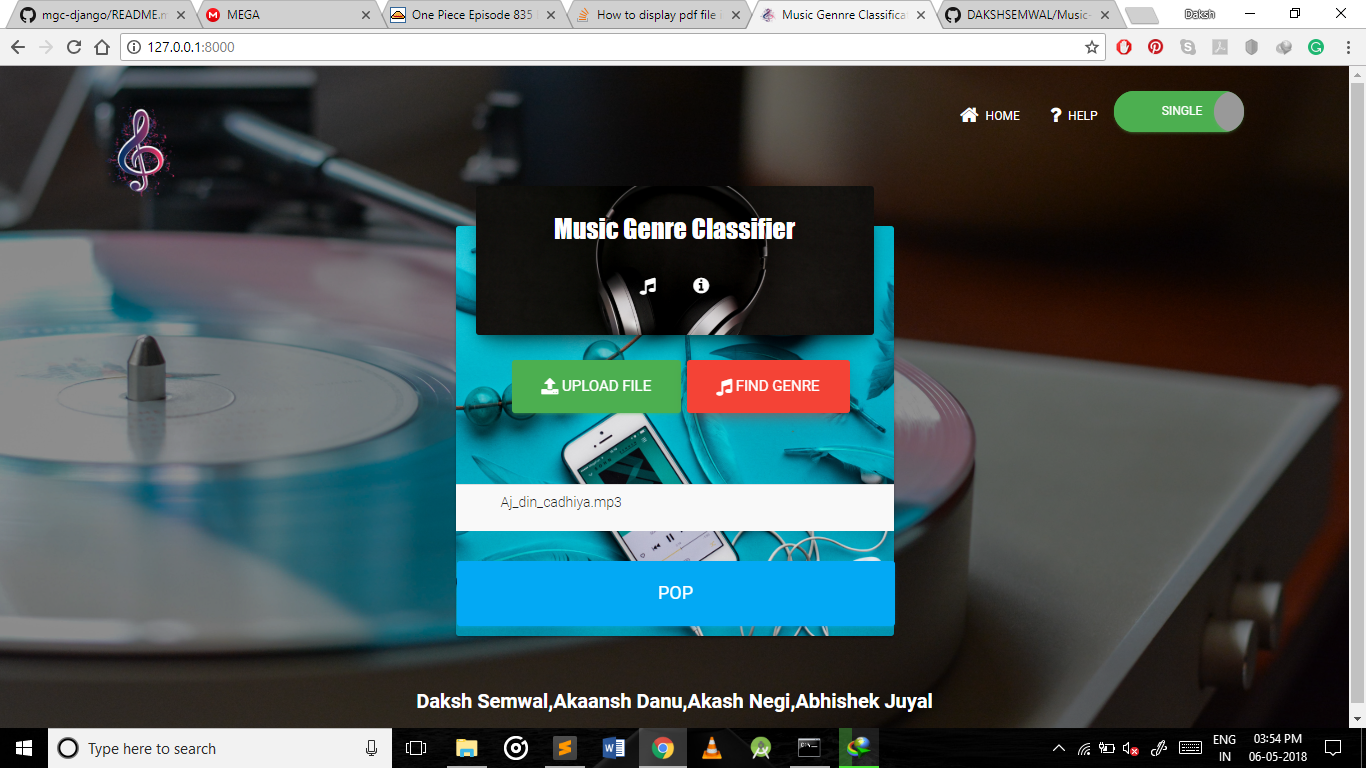 mgc-django/README.m
MEGA
One Piece Episode 835
How to display pdf file i
Music Gennre Classificat
DAKSHSEMWAL/Music-
Daksh
127.0.0.1:8000
HOME
HELP
SINGLE
Music Genre Classifier
UPLOAD FILE
FIND GENRE
Aj_din_cadhiya.mp3
POP
Daksh Semwal,Akaansh Danu,Akash Negi,Abhishek Juyal
Type here to search
ENG
IN
03:54 PM
06-05-2018